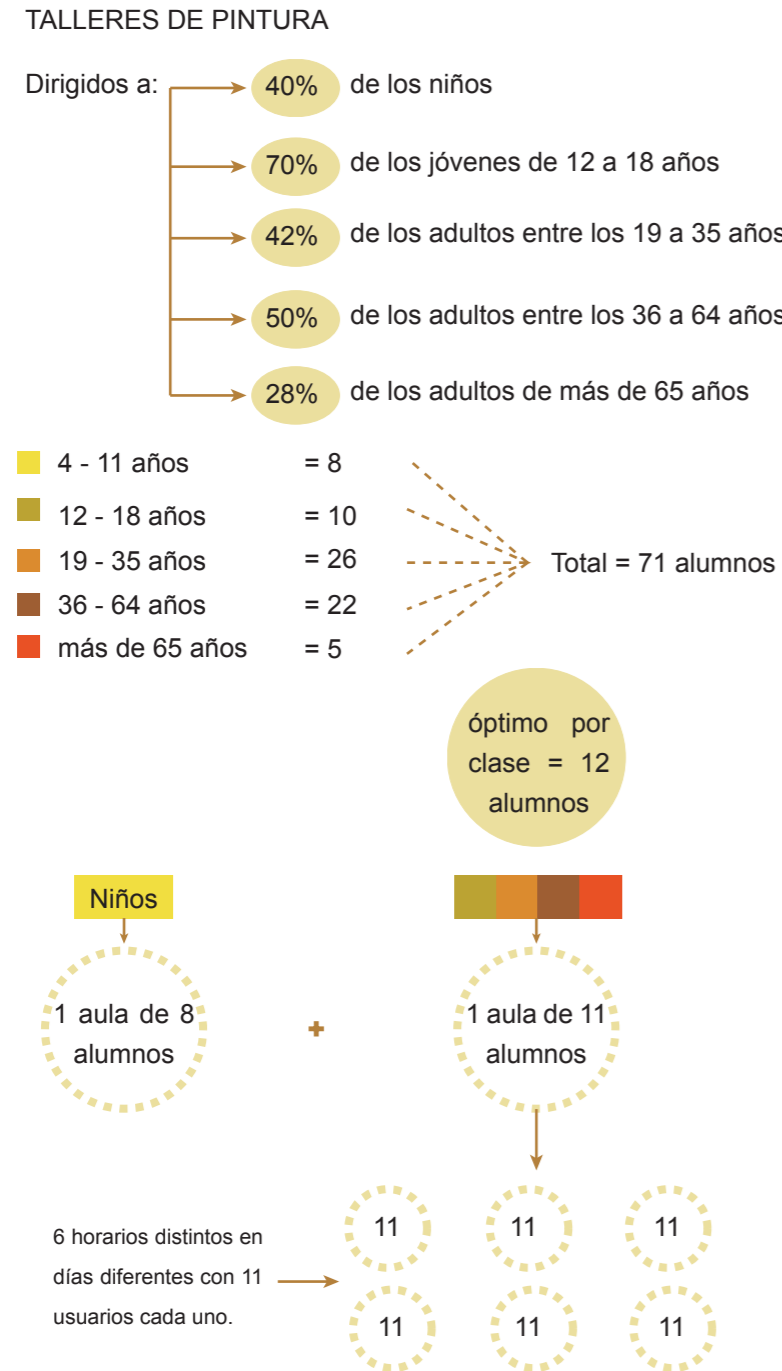 TALLERES DE PINTURA
Dirigidos a:
40% de los niños
70% de los jóvenes de 12 a 18 años
42% de los adultos entre los 19 a 35 años
50% de los adultos entre los 36 a 64 años
28% de los adultos de más de 65 años
4 - 11 años = 8
12 - 18 años = 10
19 - 35 años = 26
36 - 64 años = 22
más de 65 años = 5
Total = 71 alumnos
óptimo por
clase = 12
alumnos
Niños
1 aula de 8
alumnos
+
1 aula de 11
alumnos
6 horarios distintos en
días diferentes con 11
usuarios cada uno.
11 11 11
11 11 11